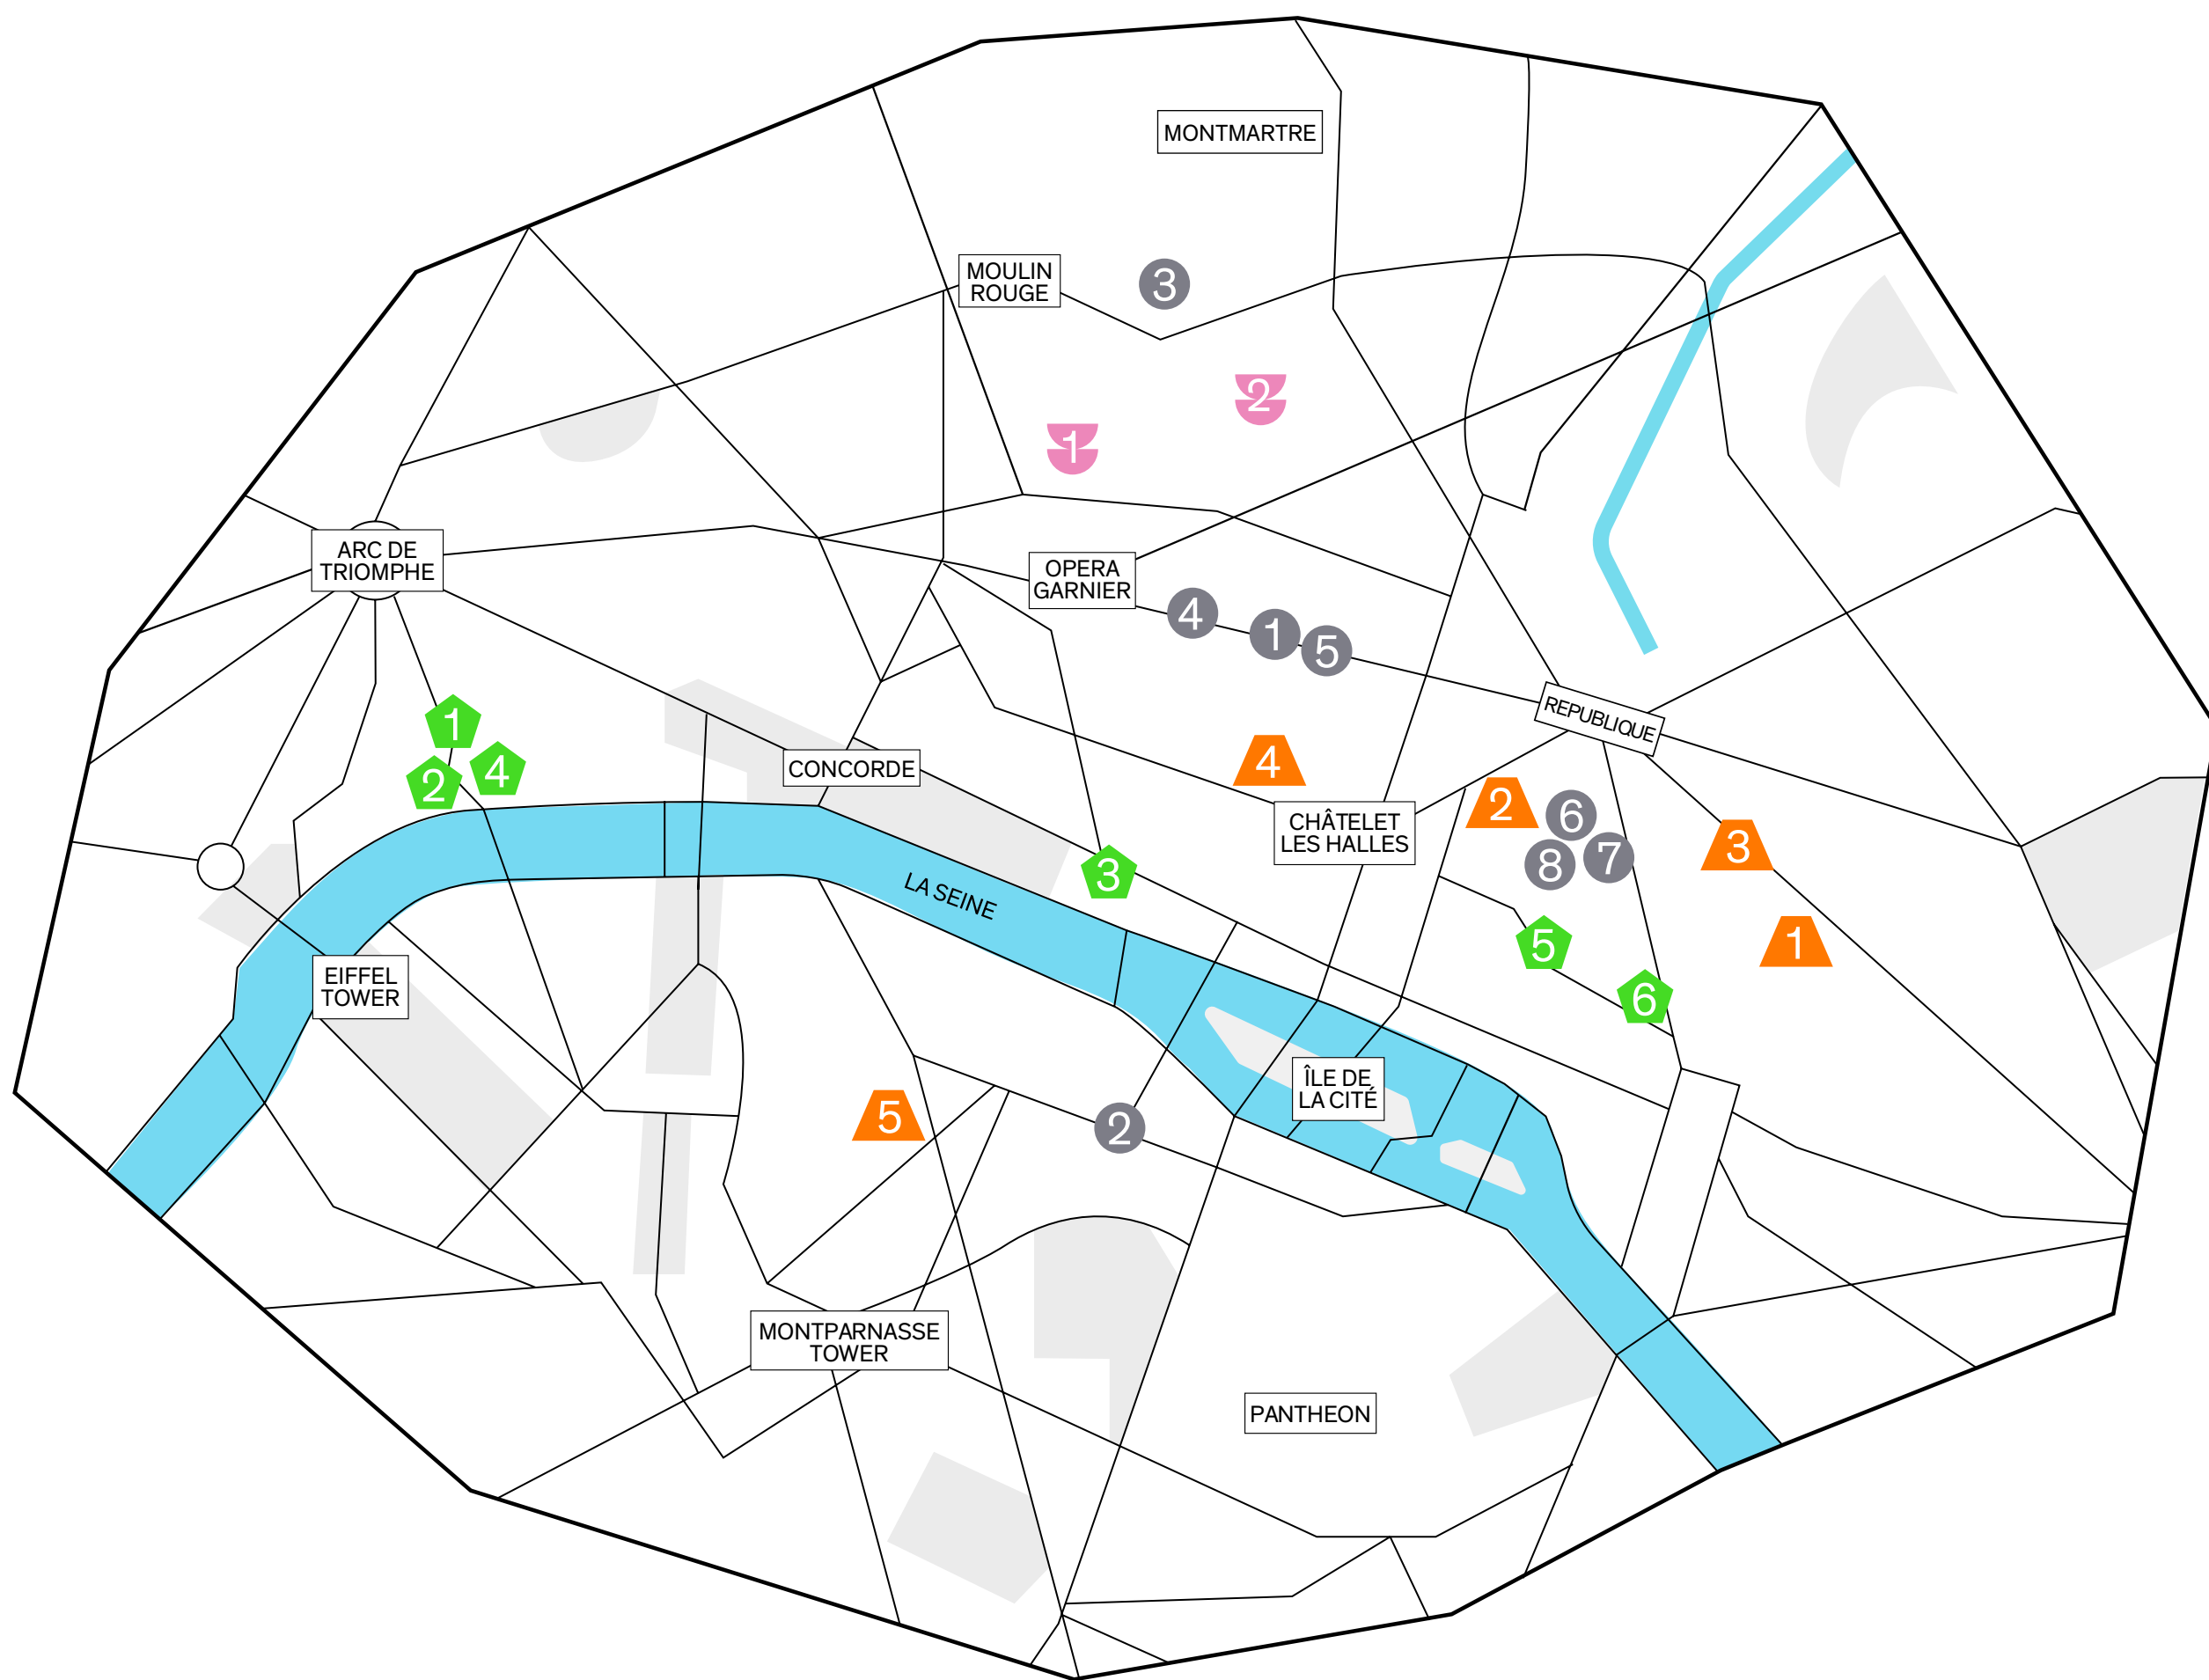 MONTMARTRE
MOULIN
ROUGE
3
2
1
ARC DE
TRIOMPHE
OPERA
GARNIER
4
1
5
REPUBLIQUE
1
2
4
CONCORDE
4
CHÂTELET
LES HALLES
2
6
8
7
3
3
LA SEINE
5
1
6
EIFFEL
TOWER
5
2
ÎLE DE
LA CITÉ
MONTPARNASSE
TOWER
PANTHEON